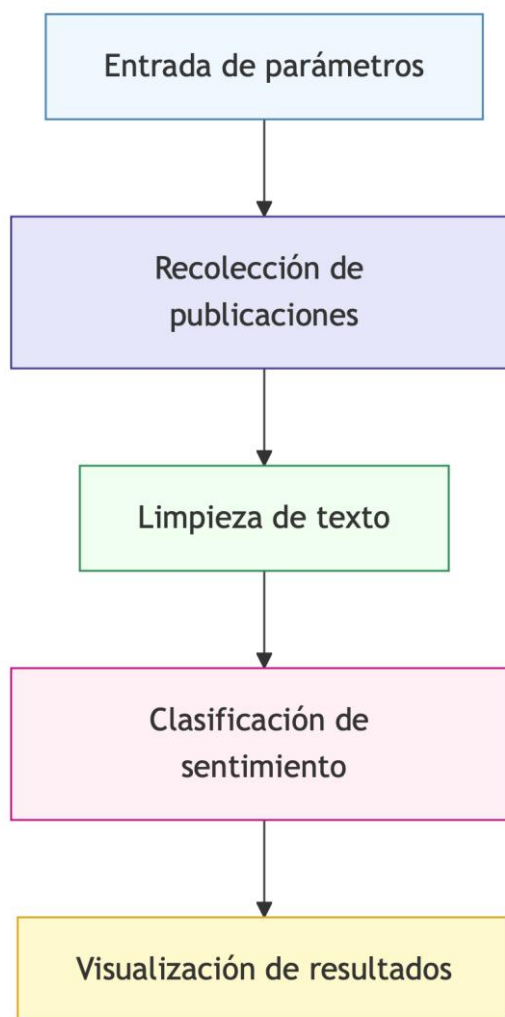 Entrada de parámetros
Recolección de
publicaciones
Limpieza de texto
Clasificación de
sentimiento
Visualización de resultados